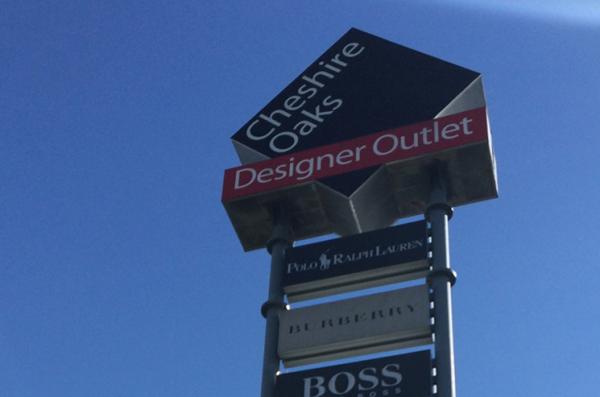 Cheshire
Oaks
Designer Outlet
POLO RALPH LAUREN
BURBERRY
BOSS